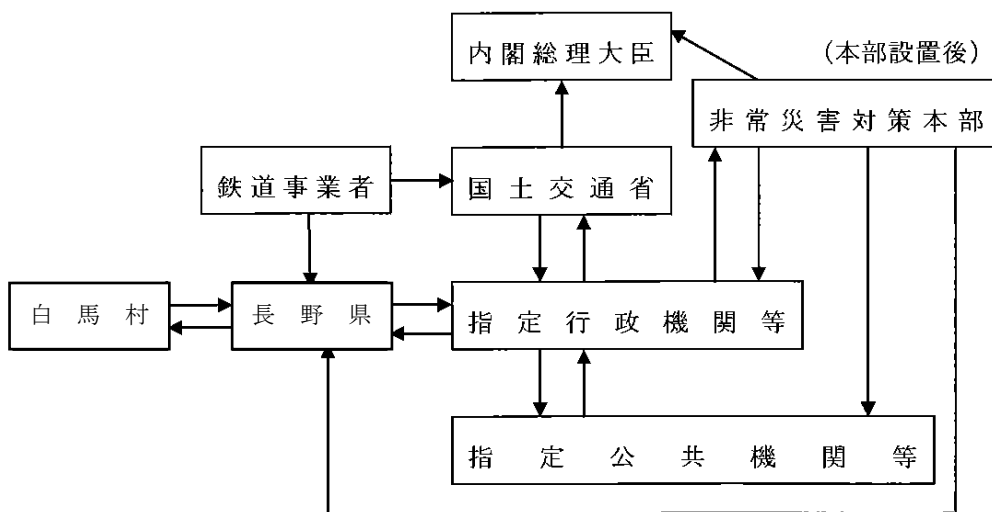 内閣総理大臣
(本部設置後)
非常災害対策本部
鉄道事業者
国土交通省
白馬村
長野県
指定行政機関等
指定公共機関等